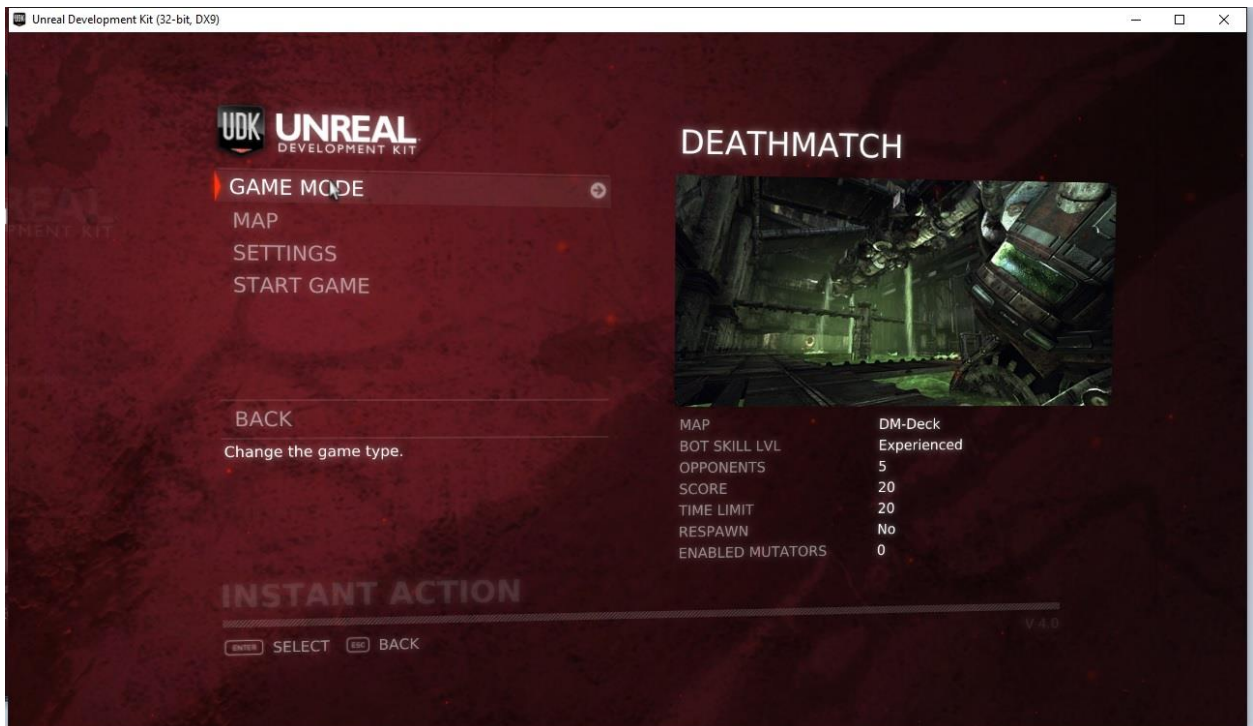 Unreal Development Kit (32-bit, DX9)
UDK UNREAL
DEVELOPMENT KIT
GAME MODE
MAP
SETTINGS
START GAME
BACK
Change the game type.
DEATHMATCH
MAP DM-Deck
BOT SKILL LVL Experienced
OPPONENTS 5
SCORE 20
TIME LIMIT 20
RESPAWN No
ENABLED MUTATORS 0
INSTANT ACTION
V 4.0
ENTER SELECT ESC BACK